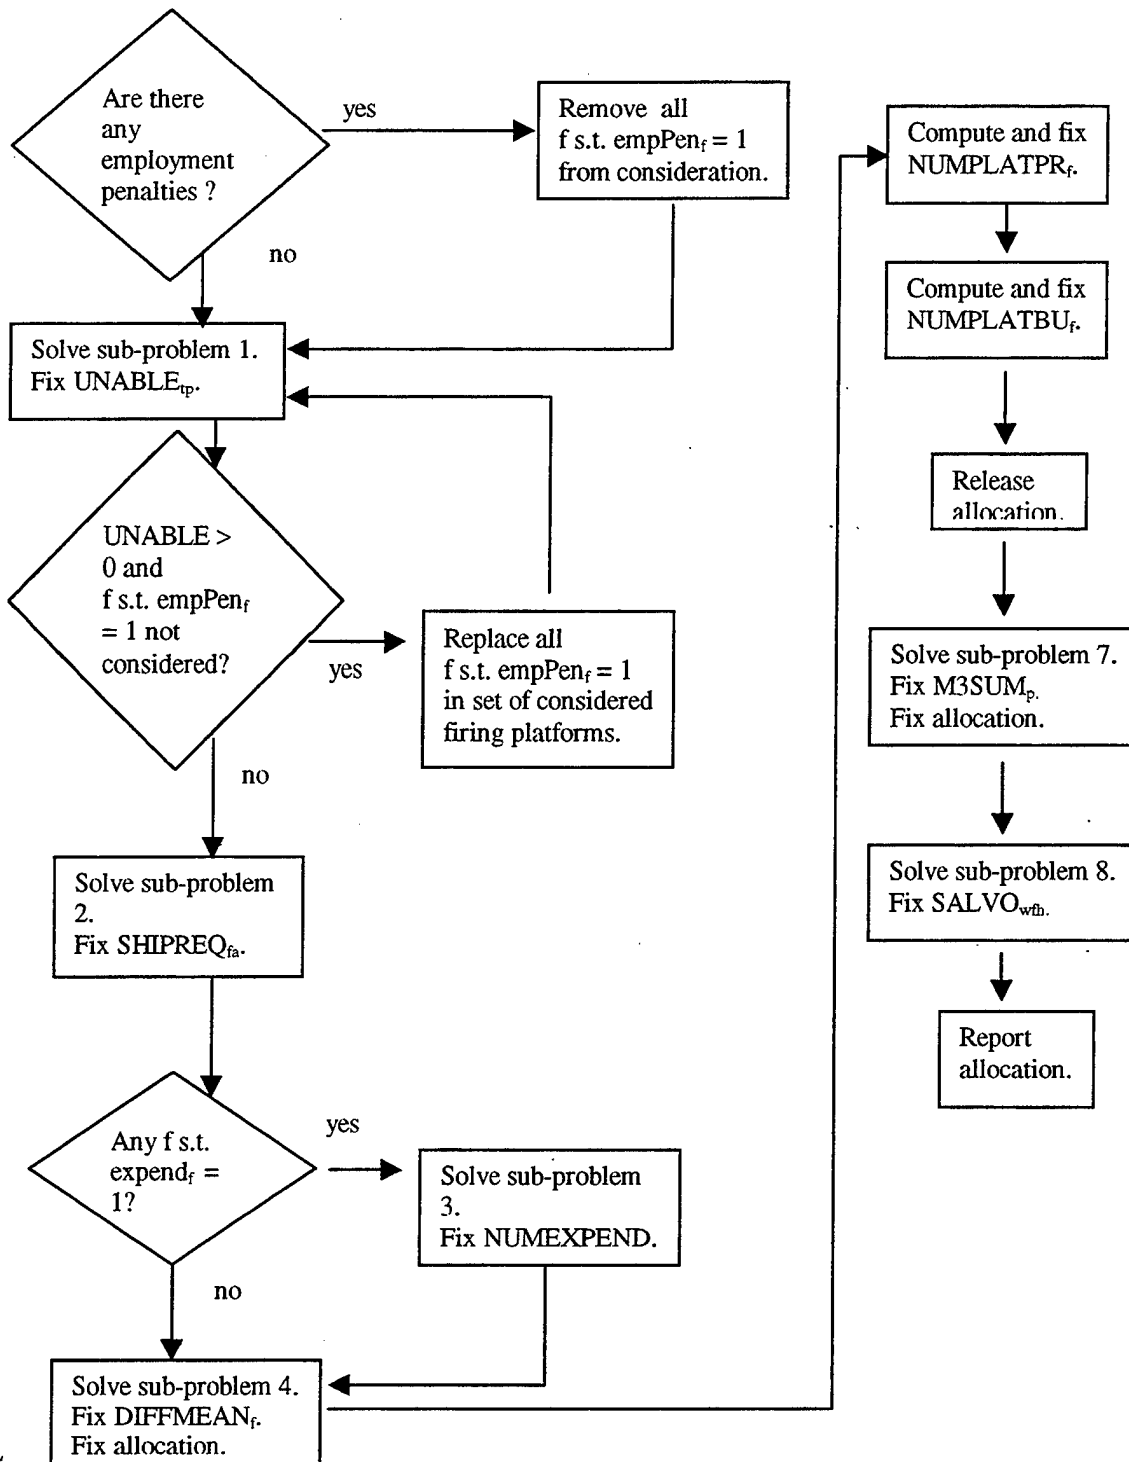 Are there
any
employment
penalties ?
yes
no
Remove all
f s.t. empPenf = 1
from consideration.
Solve sub-problem 1.
Fix UNABLEtp.
UNABLE >
0 and
f s.t. empPenf
= 1 not
considered?
yes
no
Replace all
f s.t. empPenf = 1
in set of considered
firing platforms.
Solve sub-problem
2.
Fix SHIPREQfa.
Any f s.t.
expendf =
1?
yes
no
Solve sub-problem
3.
Fix NUMEXPEND.
Solve sub-problem 4.
Fix DIFFMEANf.
Fix allocation.
Compute and fix
NUMPLATPRf.
Compute and fix
NUMPLATBUf.
Release
allocation.
Solve sub-problem 7.
Fix M3SUMp.
Fix allocation.
Solve sub-problem 8.
Fix SALVOwfh.
Report
allocation.